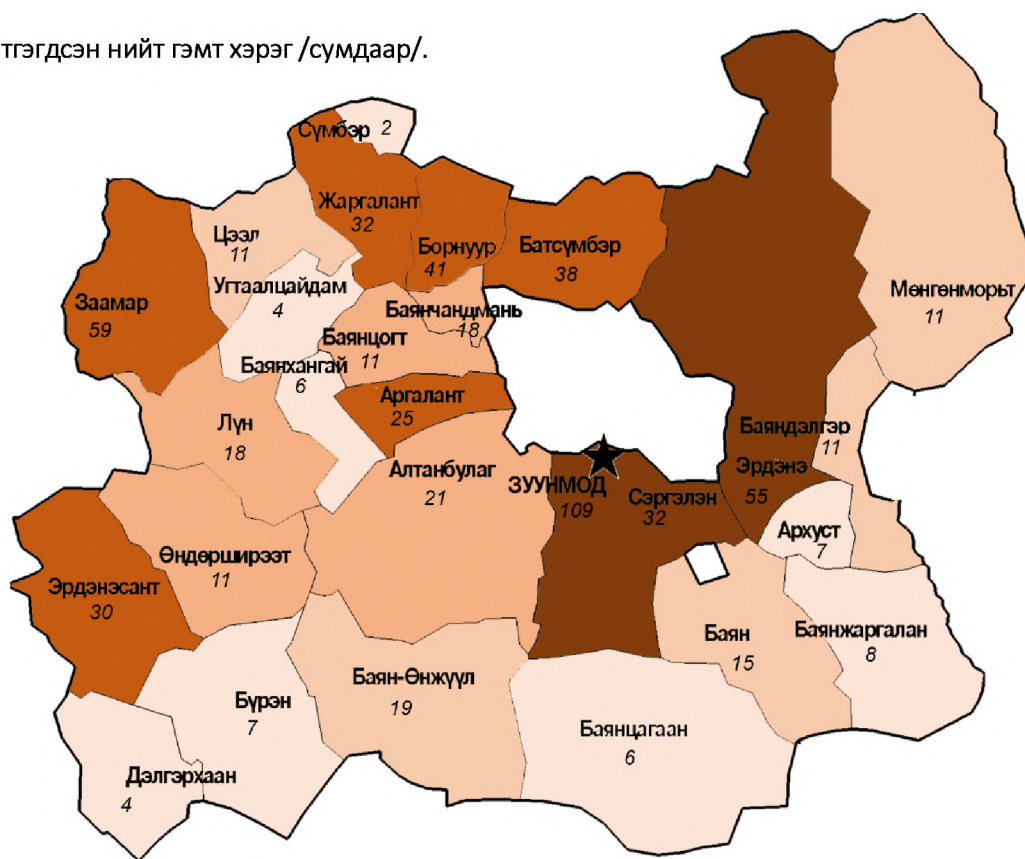 тгэгдсэн нийт гэмт хэрэг /сумдаар/.
Сүмбэр 2
Жаргалант
32
Цээл
11
Борнуур
41
Батсүмбэр
38
Мөнгөнморьт
11
Угтаалцайдам
4
Заамар
59
Баянчандмань
18
Баянцогт
11
Баянхангай
6
Аргалант
25
Лүн
18
Алтанбулаг
21
Баяндэлгэр
11
Эрдэнэ
55
ЗУУНМОД
109
Сэргэлэн
32
Архуст
7
Өндөрширээт
11
Эрдэнэсант
30
Баян
15
Баянжаргалан
8
Баян-Өнжүүл
19
Бүрэн
7
Баянцагаан
6
Дэлгэрхаан
4